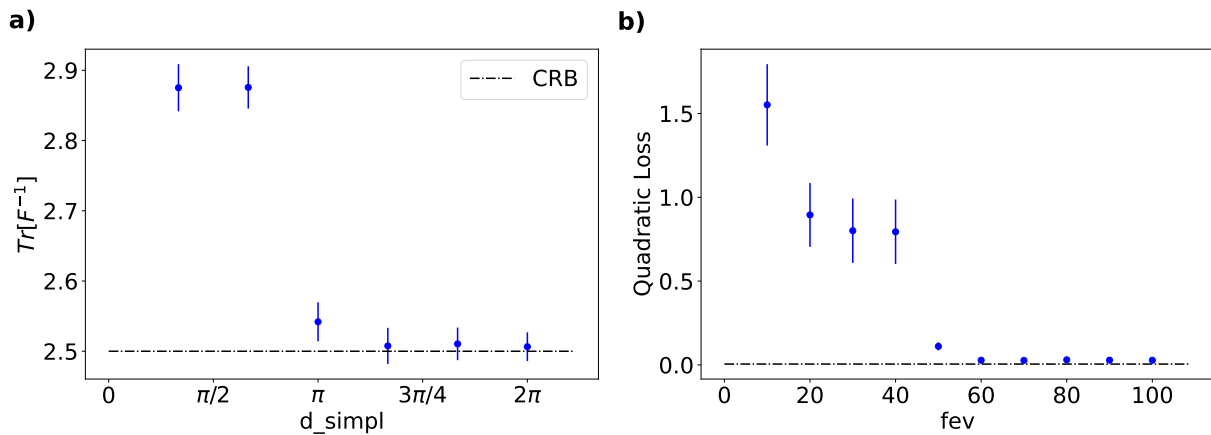 a)
Tr[F⁻¹]
2.9
2.8
2.7
2.6
2.5
CRB
0
π/2
π
3π/4
2π
d_simpl
b)
Quadratic Loss
1.5
1.0
0.5
0.0
0
20
40
60
80
100
fev